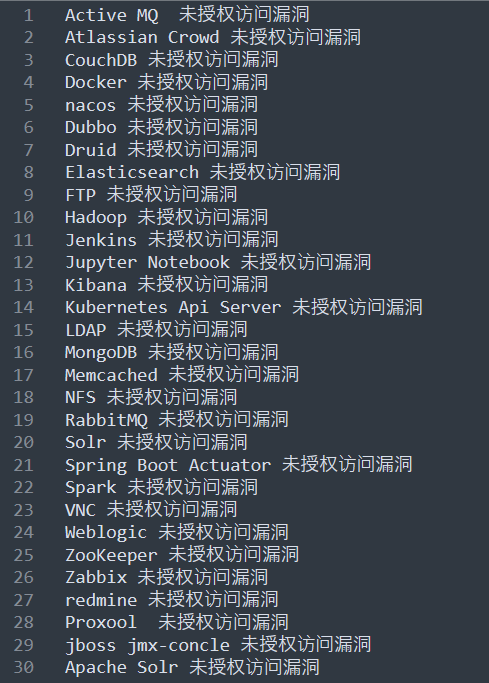 1 Active MQ  未授权访问漏洞
2 Atlassian Crowd 未授权访问漏洞
3 CouchDB 未授权访问漏洞
4 Docker 未授权访问漏洞
5 nacos 未授权访问漏洞
6 Dubbo 未授权访问漏洞
7 Druid 未授权访问漏洞
8 Elasticsearch 未授权访问漏洞
9 FTP 未授权访问漏洞
10 Hadoop 未授权访问漏洞
11 Jenkins 未授权访问漏洞
12 Jupyter Notebook 未授权访问漏洞
13 Kibana 未授权访问漏洞
14 Kubernetes Api Server 未授权访问漏洞
15 LDAP 未授权访问漏洞
16 MongoDB 未授权访问漏洞
17 Memcached 未授权访问漏洞
18 NFS 未授权访问漏洞
19 RabbitMQ 未授权访问漏洞
20 Solr 未授权访问漏洞
21 Spring Boot Actuator 未授权访问漏洞
22 Spark 未授权访问漏洞
23 VNC 未授权访问漏洞
24 Weblogic 未授权访问漏洞
25 ZooKeeper 未授权访问漏洞
26 Zabbix 未授权访问漏洞
27 redmine 未授权访问漏洞
28 Proxool  未授权访问漏洞
29 jboss jmx-concle 未授权访问漏洞
30 Apache Solr 未授权访问漏洞